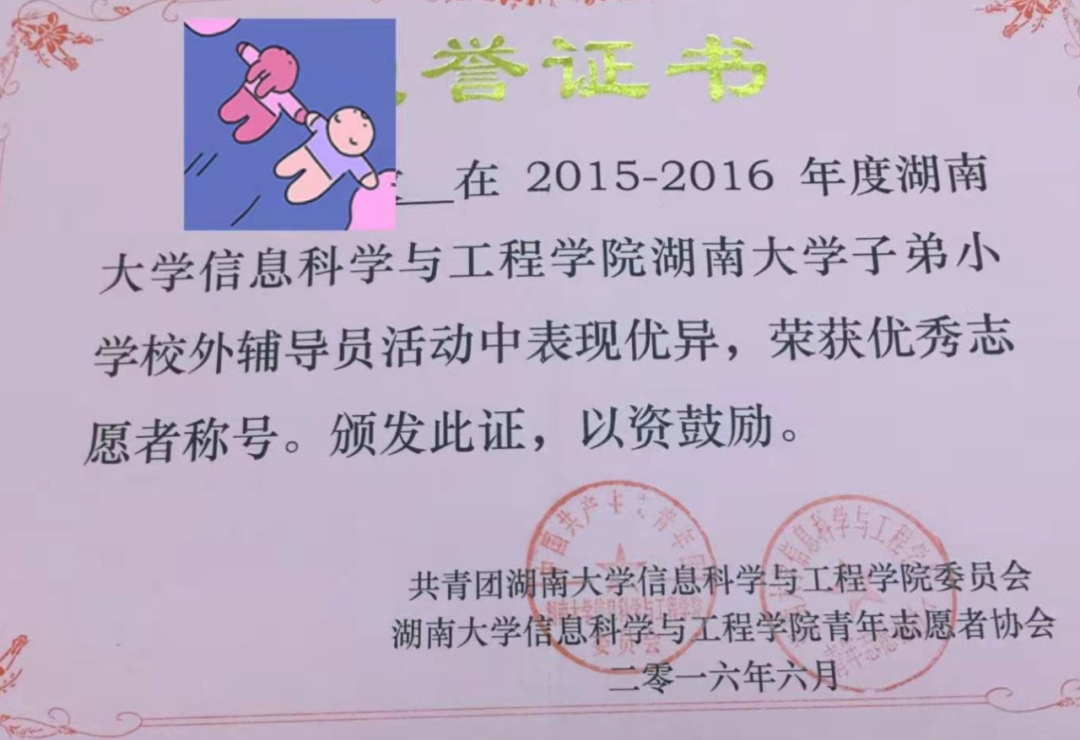 誉证书
在 2015-2016 年度湖南
大学信息科学与工程学院湖南大学子弟小
学校外辅导员活动中表现优异，荣获优秀志
愿者称号。颁发此证，以资鼓励。
共青团湖南大学信息科学与工程学院委员会
湖南大学信息科学与工程学院青年志愿者协会
二零一六年六月